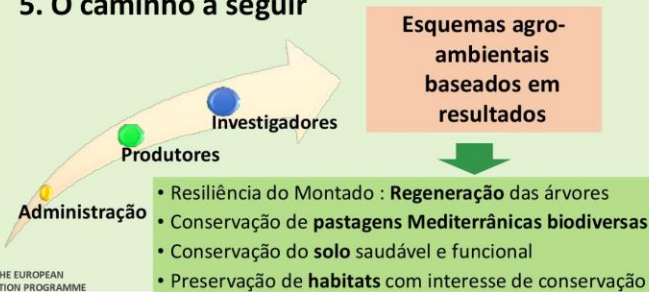 5. O caminho a seguir
Esquemas agro-
ambientais
baseados em
resultados
Investigadores
Produtores
Administração
• Resiliência do Montado : Regeneração das árvores
• Conservação de pastagens Mediterrânicas biodiversas
• Conservação do solo saudável e funcional
• Preservação de habitats com interesse de conservação
HE EUROPEAN
TION PROGRAMME